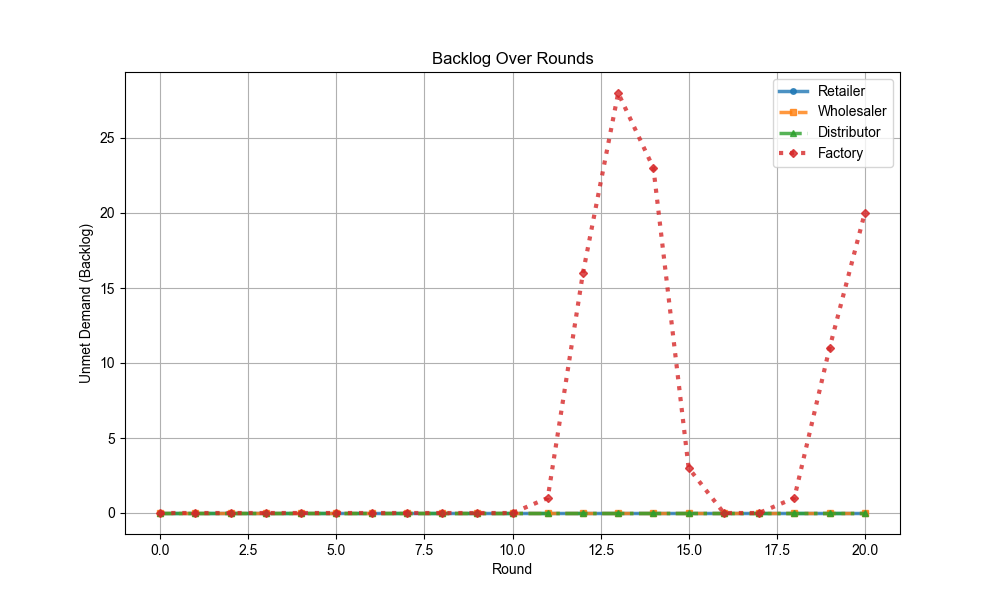 Backlog Over Rounds
Retailer
Wholesaler
Distributor
Factory
Unmet Demand (Backlog)
25
20
15
10
5
0
0.0 2.5 5.0 7.5 10.0 12.5 15.0 17.5 20.0
Round